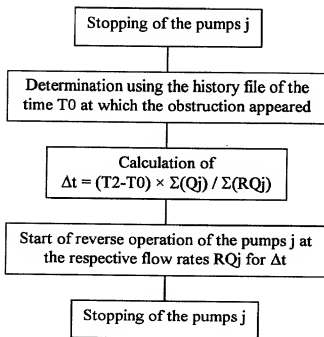 Stopping of the pumps j
Determination using the history file of the
time T0 at which the obstruction appeared
Calculation of
Δt = (T2-T0) × Σ(Qj) / Σ(RQj)
Start of reverse operation of the pumps j at
the respective flow rates RQj for Δt
Stopping of the pumps j